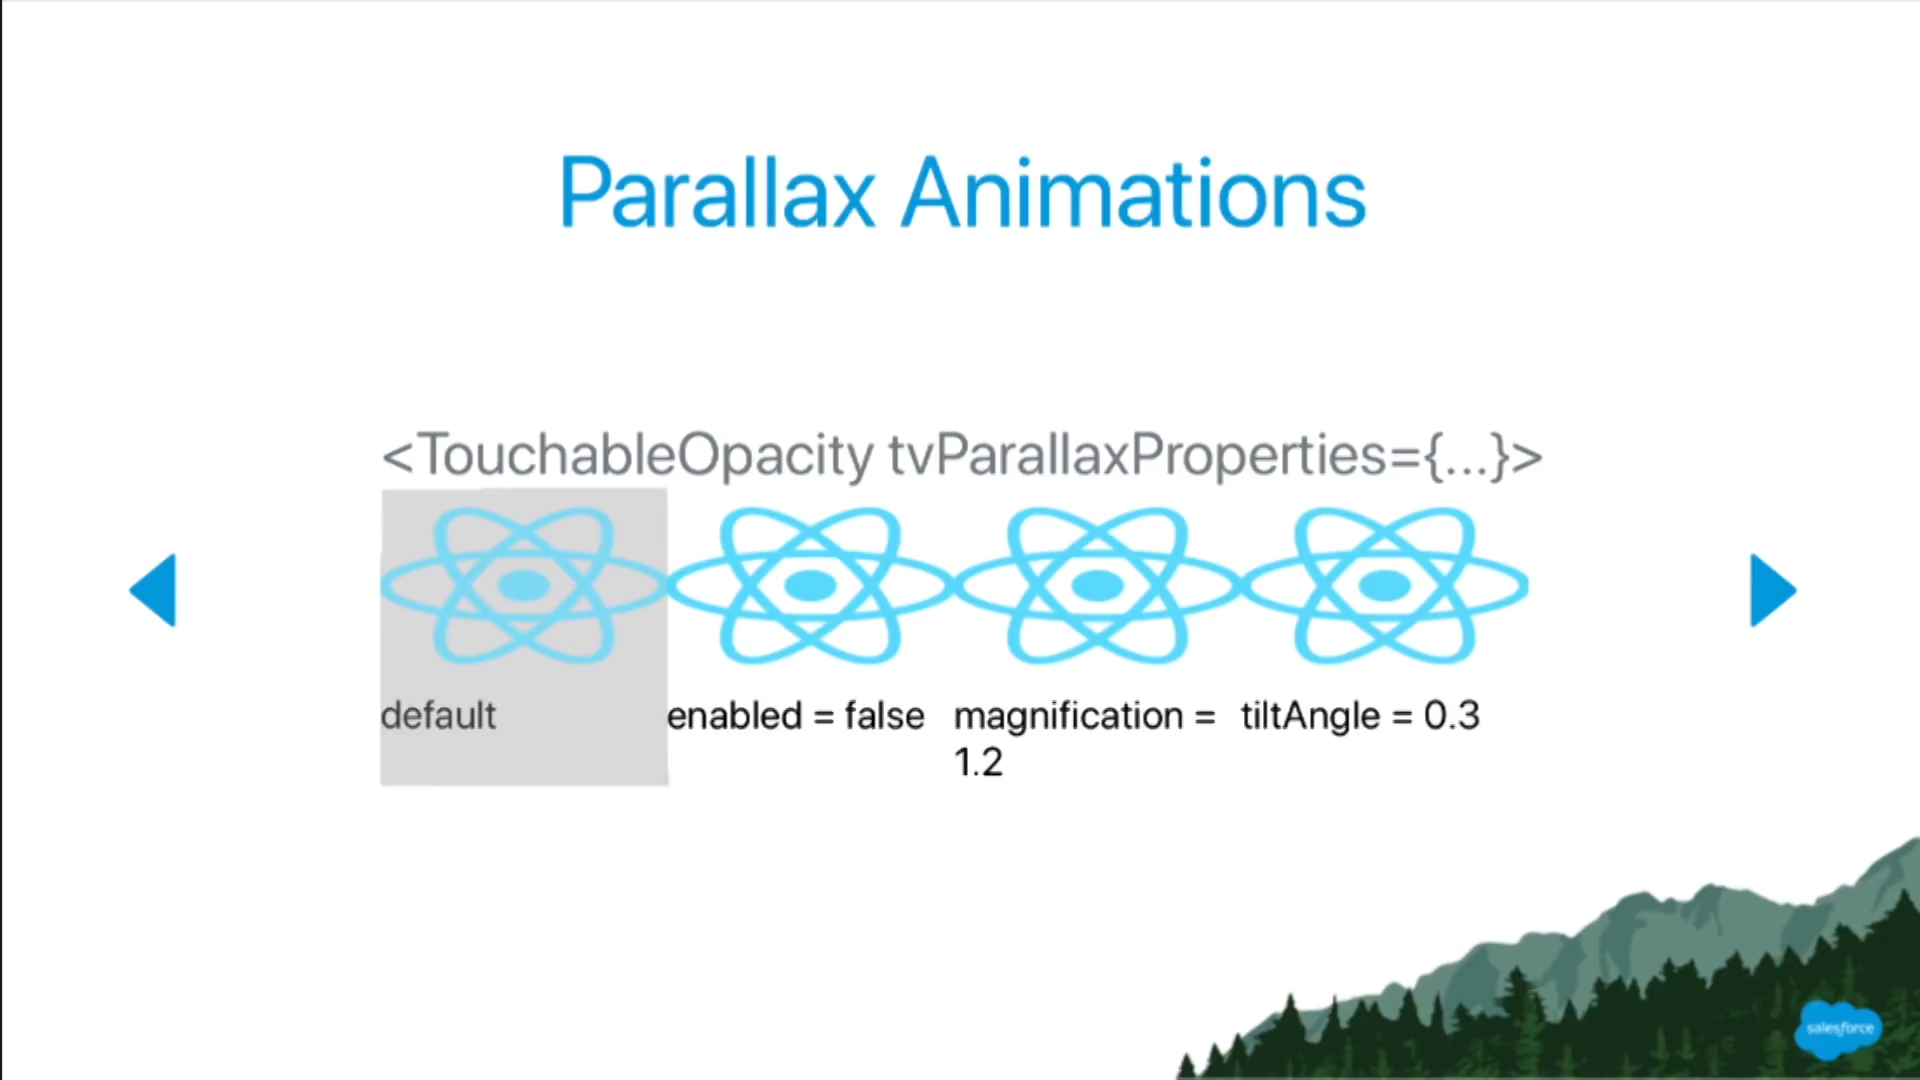 Parallax Animations
<TouchableOpacity tvParallaxProperties={...}>
default
enabled = false
magnification =
1.2
tiltAngle = 0.3
salesforce